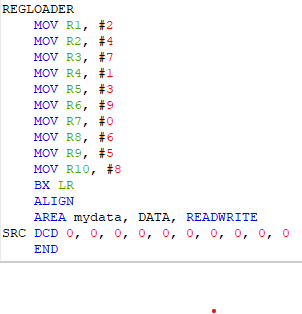 REGLOADER
MOV R1, #2
MOV R2, #4
MOV R3, #7
MOV R4, #1
MOV R5, #3
MOV R6, #9
MOV R7, #0
MOV R8, #6
MOV R9, #5
MOV R10, #8
BX LR
ALIGN
AREA mydata, DATA, READWRITE
SRC DCD 0, 0, 0, 0, 0, 0, 0, 0, 0, 0
END